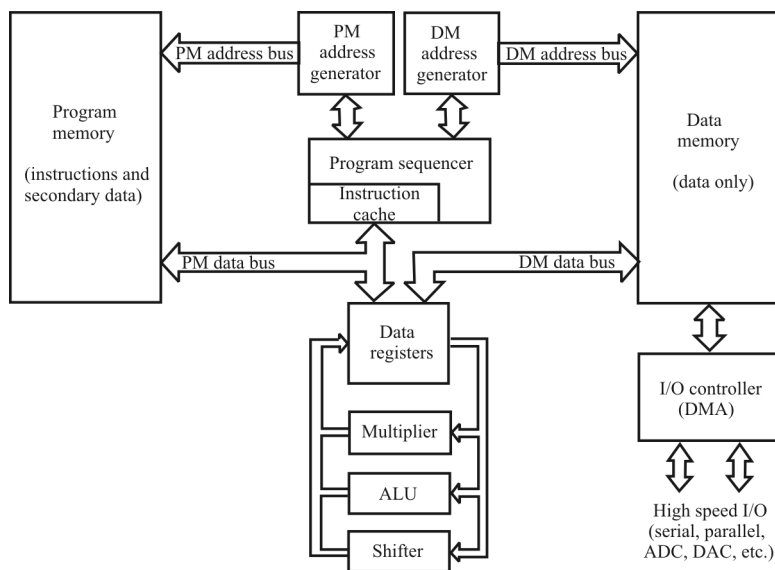 PM
address
generator
DM
address
generator
PM address bus
DM address bus
Program
memory
(instructions and
secondary data)
Data
memory
(data only)
Program sequencer
Instruction
cache
PM data bus
DM data bus
Data
registers
I/O controller
(DMA)
Multiplier
ALU
Shifter
High speed I/O
(serial, parallel,
ADC, DAC, etc.)